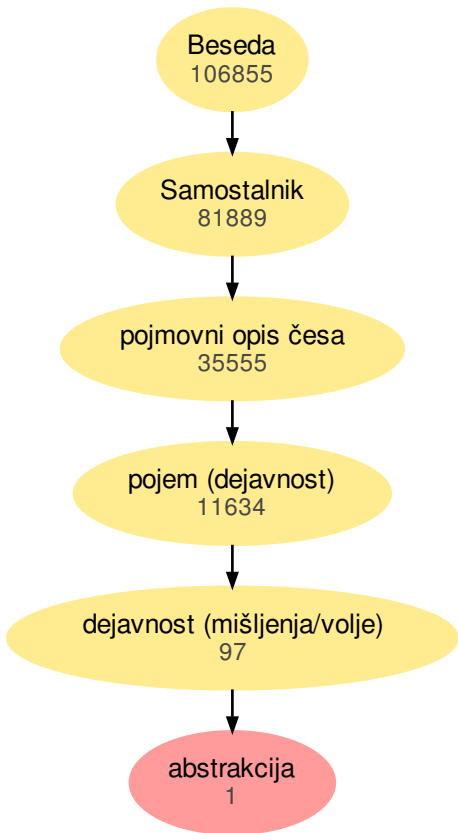 Beseda
106855
Samostalnik
81889
pojmovni opis česa
35555
pojem (dejavnost)
11634
dejavnost (mišljenja/volje)
97
abstrakcija
1